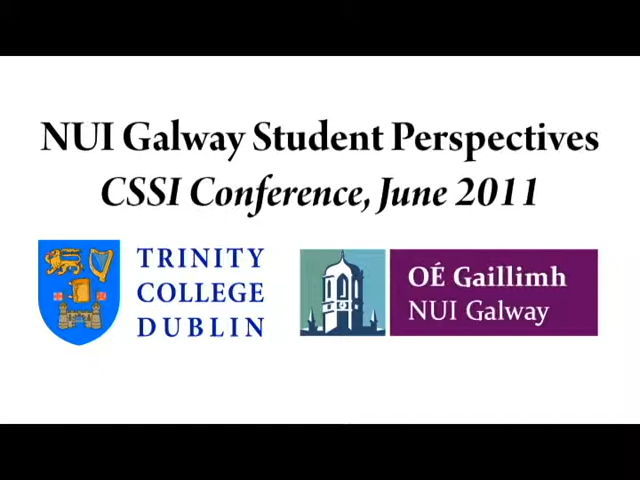 NUI Galway Student Perspectives
CSSI Conference, June 2011
TRINITY
COLLEGE
DUBLIN
OÉ Gaillimh
NUI Galway